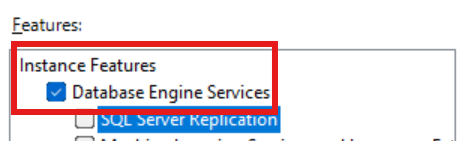 Features:
Instance Features
Database Engine Services
SQL Server Replication